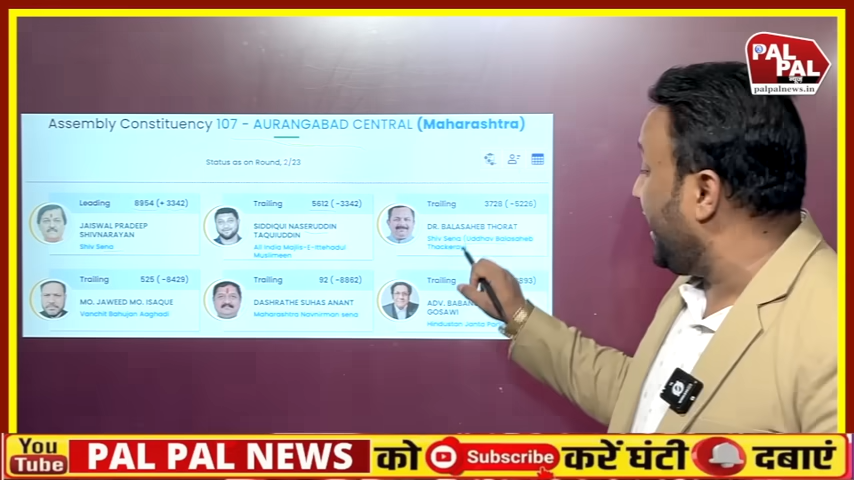 PAL
PAL
न्यूज़
palpalnews.in
Assembly Constituency 107 - AURANGABAD CENTRAL (Maharashtra)
Status as on Round, 2/23
Leading 8954 (+ 3342)
JAISWAL PRADEEP
SHIVNARAYAN
Shiv Sena
Trailing 5612 (-3342)
SIDDIQUI NASERUDDIN
TAQUIUDDIN
All India Majlis-E-Ittehadul
Muslimeen
Trailing 3728 (-5226)
DR. BALASAHEB THORAT
Shiv Sena (Uddhav Balasaheb
Thackeray)
Trailing 525 (-8429)
MO. JAWEED MO. ISAQUE
Vanchit Bahujan Aaghadi
Trailing 92 (-8862)
DASHRATHE SUHAS ANANT
Maharashtra Navnirman sena
Trailing
ADV. BABAN
GOSAWI
Hindustan Janta
You
Tube
PAL PAL NEWS को Subscribe करें घंटी दबाएं